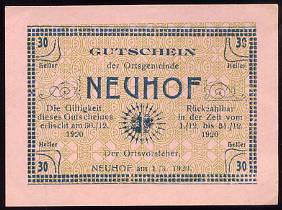 30 30
Heller Heller
GUTSCHEIN
der Ortsgemeinde
NEUHOF
Die Giltigkeit
dieses Gutscheines
erlischt am 31./12.
1920
Rückzahlbar
in der Zeit vom
1./12. bis 31./12.
1920
Heller Heller
Der Ortsvorsteher.
30 30
NEUHOF am 1920.